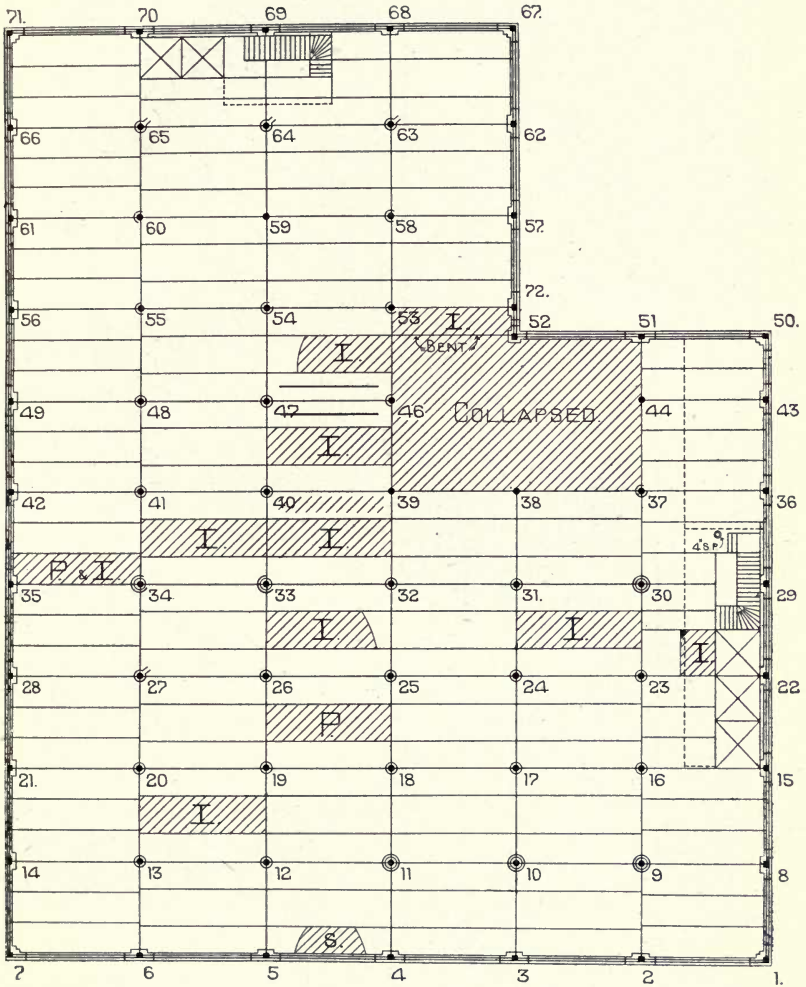 71. 70 69 68 67.
66 65 64 63 62
61 60 59 58 57.
72.
56 55 54 53 I. 52 51 50.
BENT
I.
49 48 47 46 COLLAPSED. 44 43
I.
42 41 40 39 38 37 36
I. I.
4" S.P.
P. & I.
35 34 33 32 31. 30 29
I. I.
I
28 27 26 25 24 23 22
P.
21. 20 19 18 17 16 15
I.
14 13 12 11 10 9 8
S.
7 6 5 4 3 2 1.